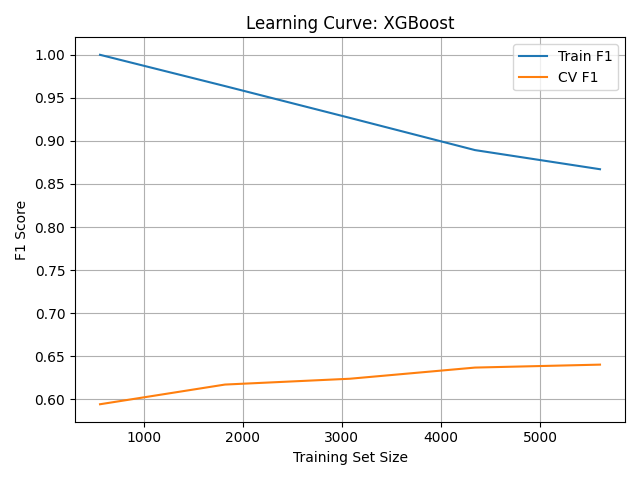 Learning Curve: XGBoost
Train F1
CV F1
F1 Score
1.00
0.95
0.90
0.85
0.80
0.75
0.70
0.65
0.60
1000 2000 3000 4000 5000
Training Set Size